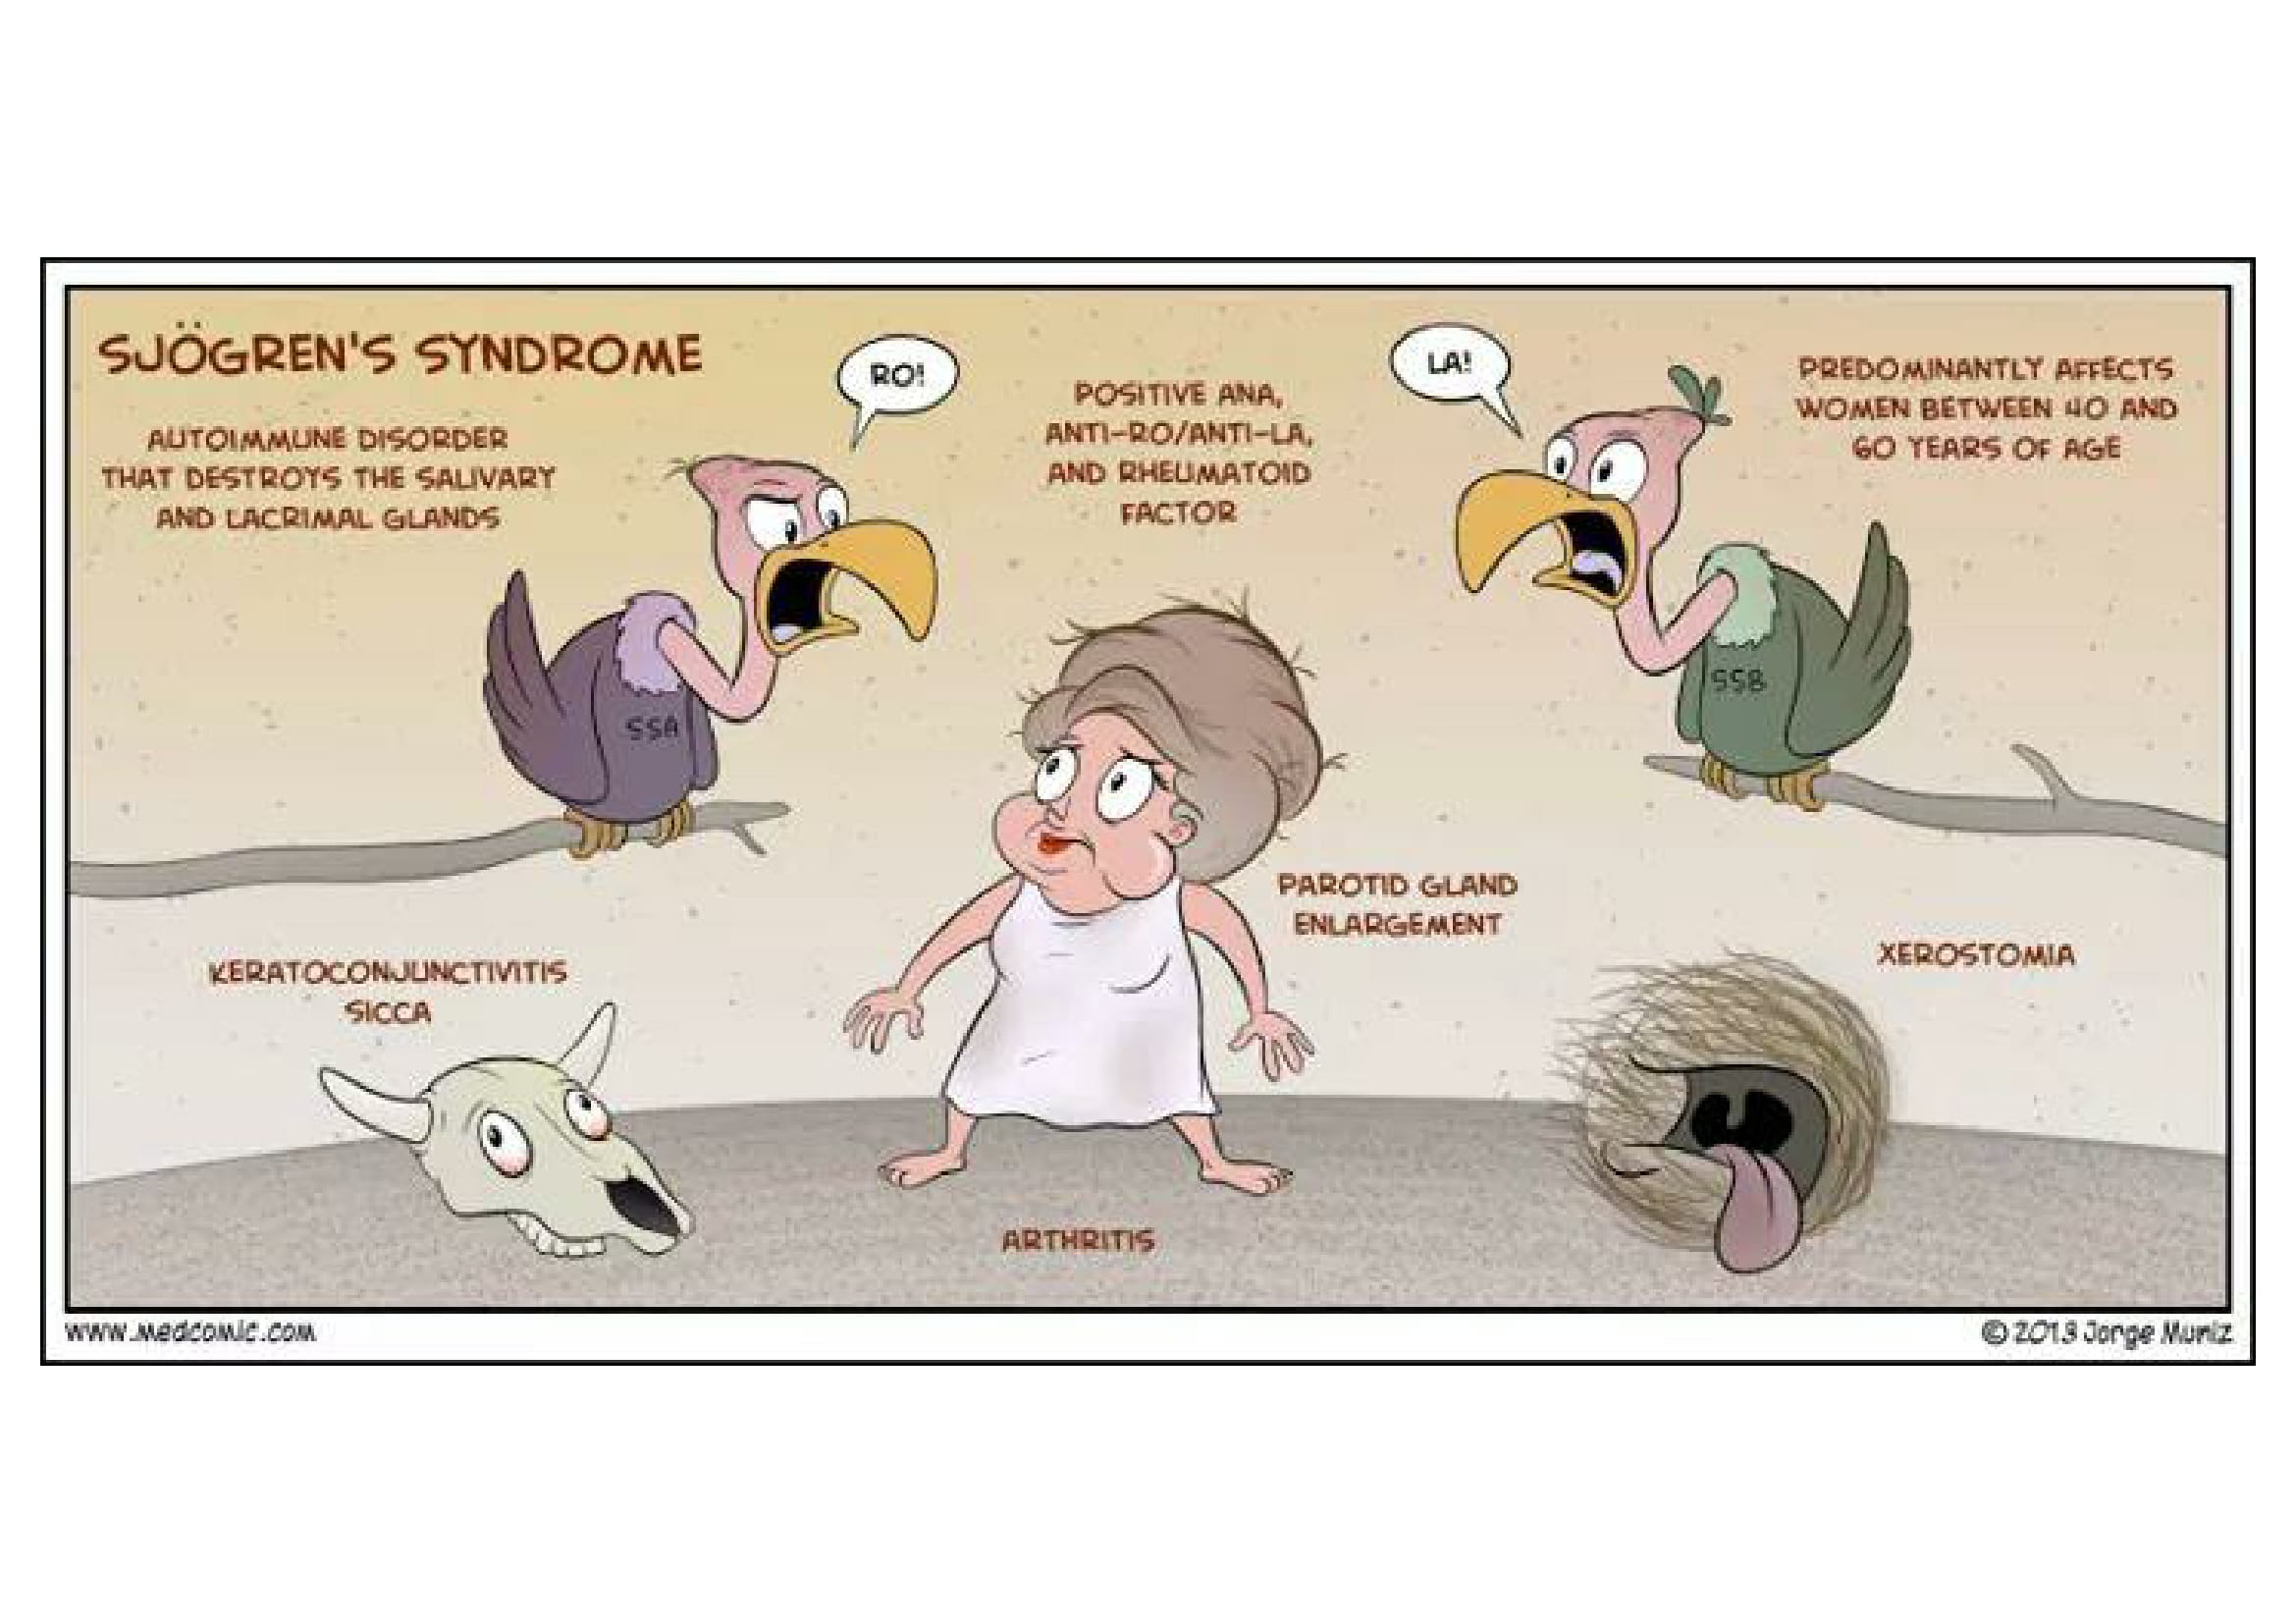 SJÖGREN'S SYNDROME
AUTOIMMUNE DISORDER
THAT DESTROYS THE SALIVARY
AND LACRIMAL GLANDS
RO!
POSITIVE ANA,
ANTI-RO/ANTI-LA,
AND RHEUMATOID
FACTOR
LA!
PREDOMINANTLY AFFECTS
WOMEN BETWEEN 40 AND
60 YEARS OF AGE
SSA
SSB
PAROTID GLAND
ENLARGEMENT
KERATOCONJUNCTIVITIS
SICCA
XEROSTOMIA
ARTHRITIS
www.medcomic.com
© 2013 Jorge Muniz